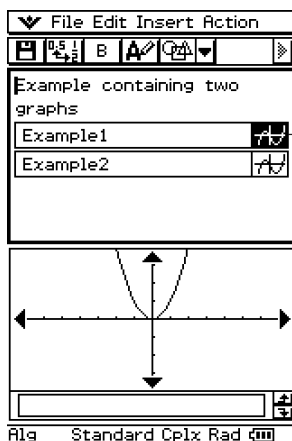 File Edit Insert Action
B
Example containing two
graphs
Example1
Example2
Alg Standard Cplx Rad